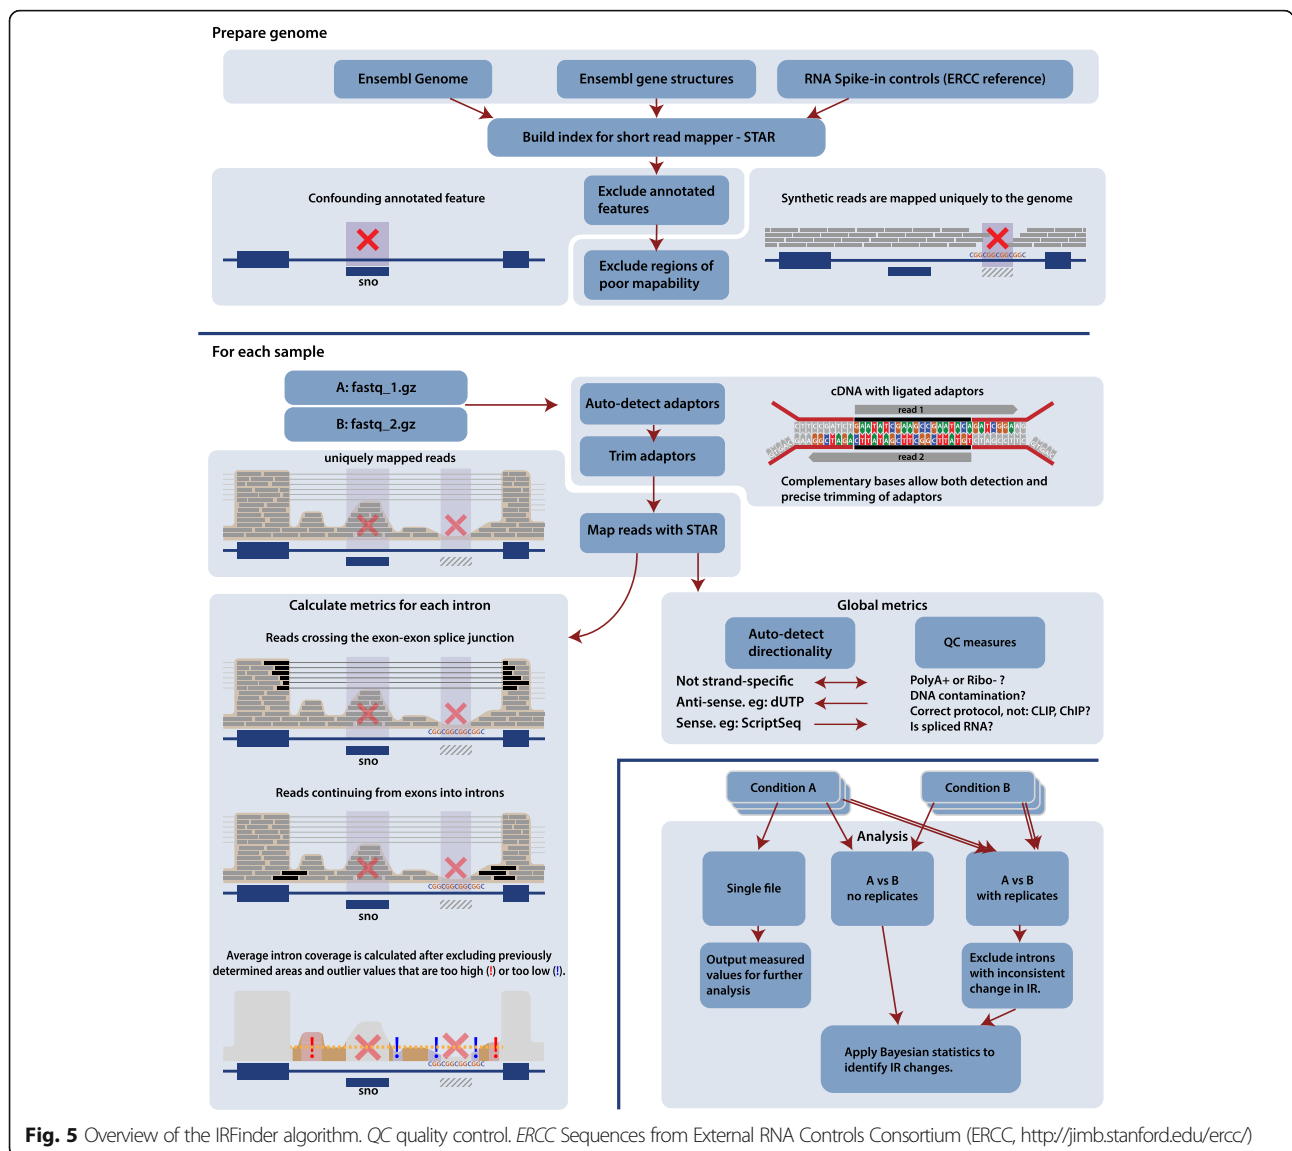 Prepare genome
Ensembl Genome
Ensembl gene structures
RNA Spike-in controls (ERCC reference)
Build index for short read mapper - STAR
Confounding annotated feature
sno
Exclude annotated
features
Exclude regions of
poor mapability
Synthetic reads are mapped uniquely to the genome
CGGCGGCGGCGGC
For each sample
A: fastq_1.gz
B: fastq_2.gz
Auto-detect adaptors
Trim adaptors
Map reads with STAR
cDNA with ligated adaptors
read 1
read 2
Complementary bases allow both detection and
precise trimming of adaptors
uniquely mapped reads
Calculate metrics for each intron
Reads crossing the exon-exon splice junction
CGGCGGCGGCGGC
sno
Reads continuing from exons into introns
CGGCGGCGGCGGC
sno
Average intron coverage is calculated after excluding previously
determined areas and outlier values that are too high (!) or too low (!).
! ! ! ! !
CGGCGGCGGCGGC
sno
Global metrics
Auto-detect
directionality
QC measures
Not strand-specific
Anti-sense. eg: dUTP
Sense. eg: ScriptSeq
PolyA+ or Ribo- ?
DNA contamination?
Correct protocol, not: CLIP, ChIP?
Is spliced RNA?
Condition A
Condition B
Analysis
Single file
A vs B
no replicates
A vs B
with replicates
Output measured
values for further
analysis
Exclude introns
with inconsistent
change in IR.
Apply Bayesian statistics to
identify IR changes.
Fig. 5 Overview of the IRFinder algorithm. QC quality control. ERCC Sequences from External RNA Controls Consortium (ERCC, http://jimb.stanford.edu/ercc/)